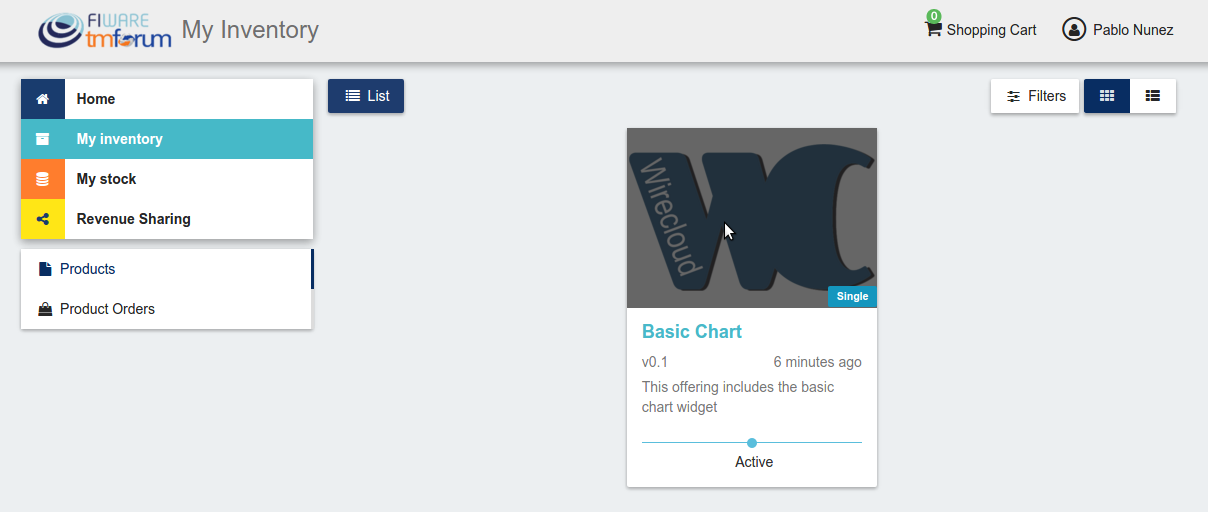 FIWARE
tmforum
My Inventory
0
Shopping Cart
Pablo Nunez
Home
My inventory
My stock
Revenue Sharing
Products
Product Orders
List
Filters
WC
Wirecloud
Single
Basic Chart
v0.1 6 minutes ago
This offering includes the basic
chart widget
Active